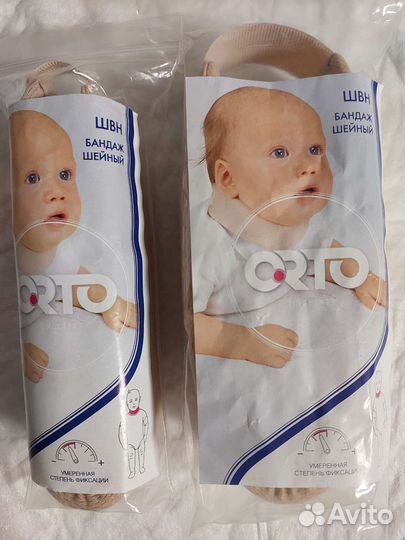 ШВН
БАНДАЖ
ШЕЙНЫЙ
ORTO
УМЕРЕННАЯ
СТЕПЕНЬ ФИКСАЦИИ
+
ШВН
БАНДАЖ
ШЕЙНЫЙ
ORTO
- +
УМЕРЕННАЯ
СТЕПЕНЬ ФИКСАЦИИ
Avito